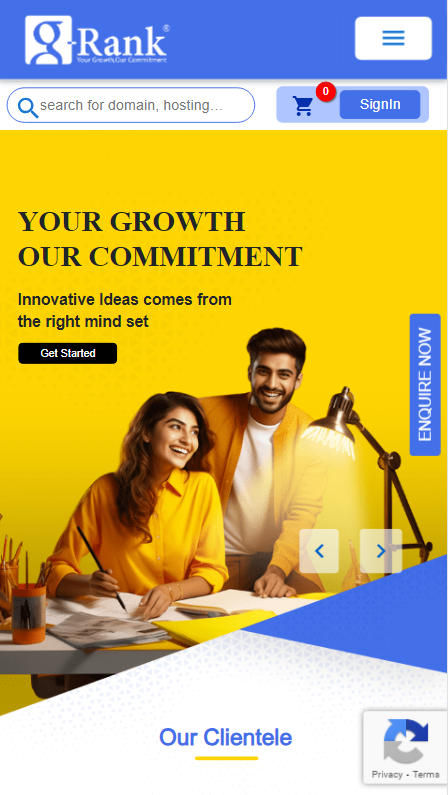 g-Rank®
Your Growth,Our Commitment
search for domain, hosting...
0
SignIn
YOUR GROWTH
OUR COMMITMENT
Innovative Ideas comes from
the right mind set
Get Started
ENQUIRE NOW
Our Clientele
Privacy - Terms